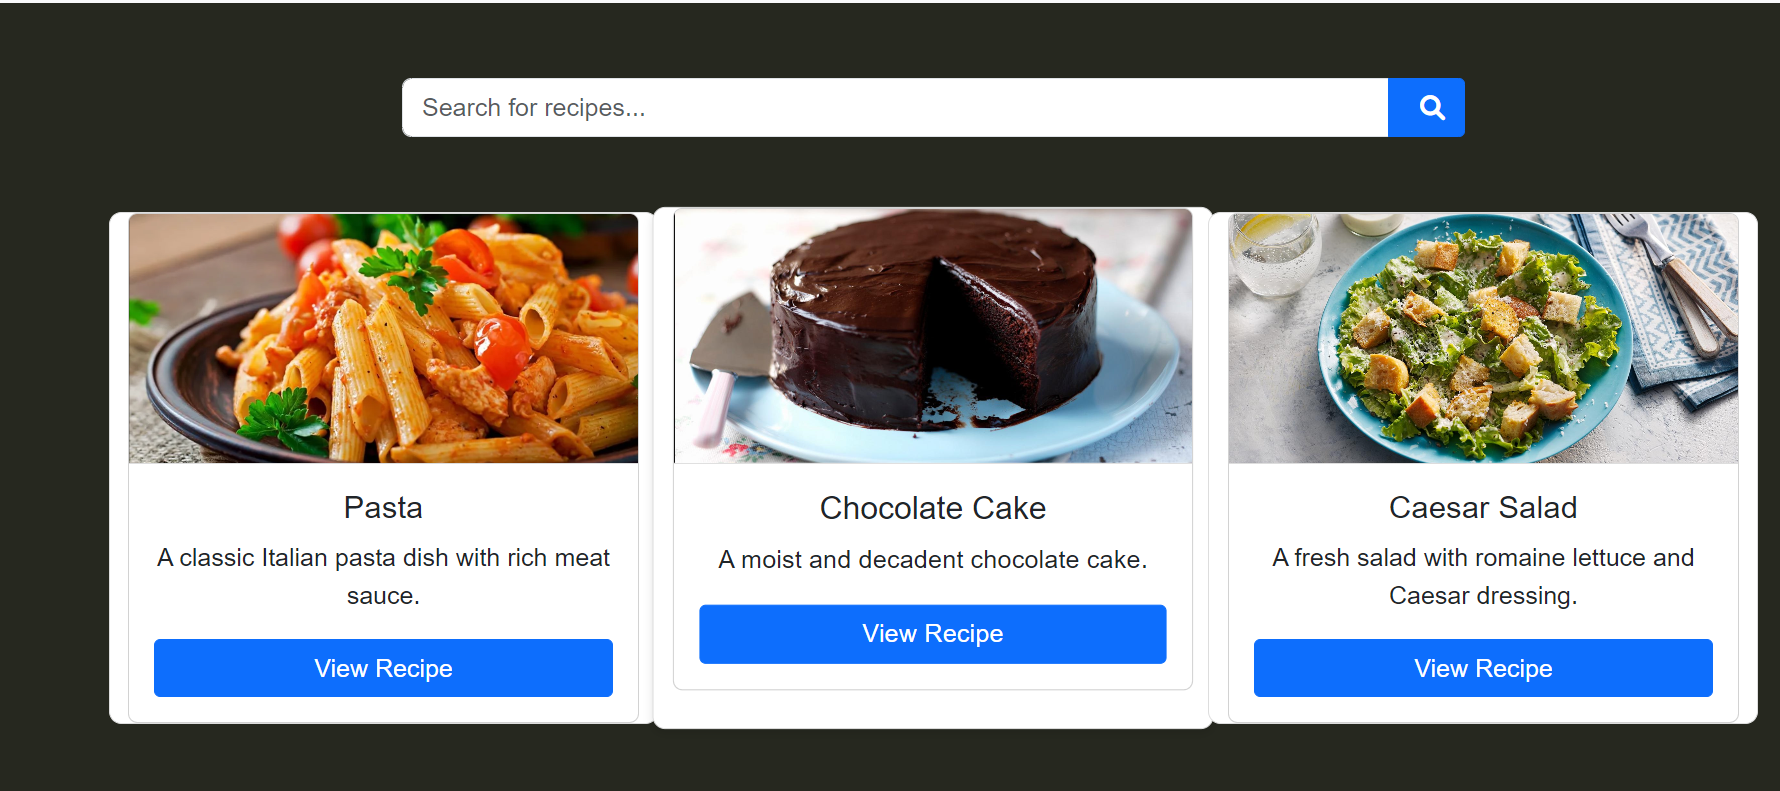 Search for recipes...
Pasta
A classic Italian pasta dish with rich meat
sauce.
View Recipe
Chocolate Cake
A moist and decadent chocolate cake.
View Recipe
Caesar Salad
A fresh salad with romaine lettuce and
Caesar dressing.
View Recipe